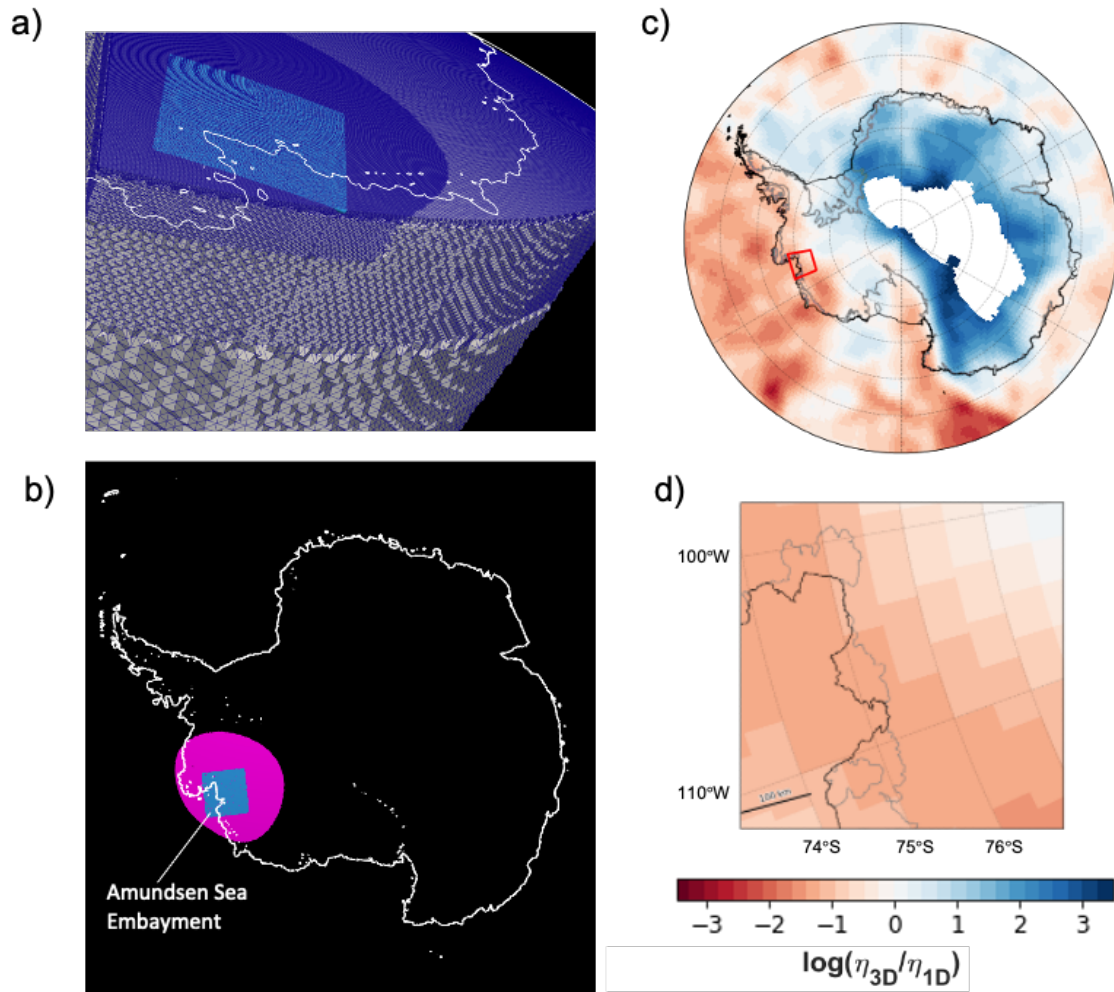 a)
c)
b)
Amundsen Sea
Embayment
d)
100°W
110°W
100 km
74°S 75°S 76°S
−3 −2 −1 0 1 2 3
log(η3D/η1D)